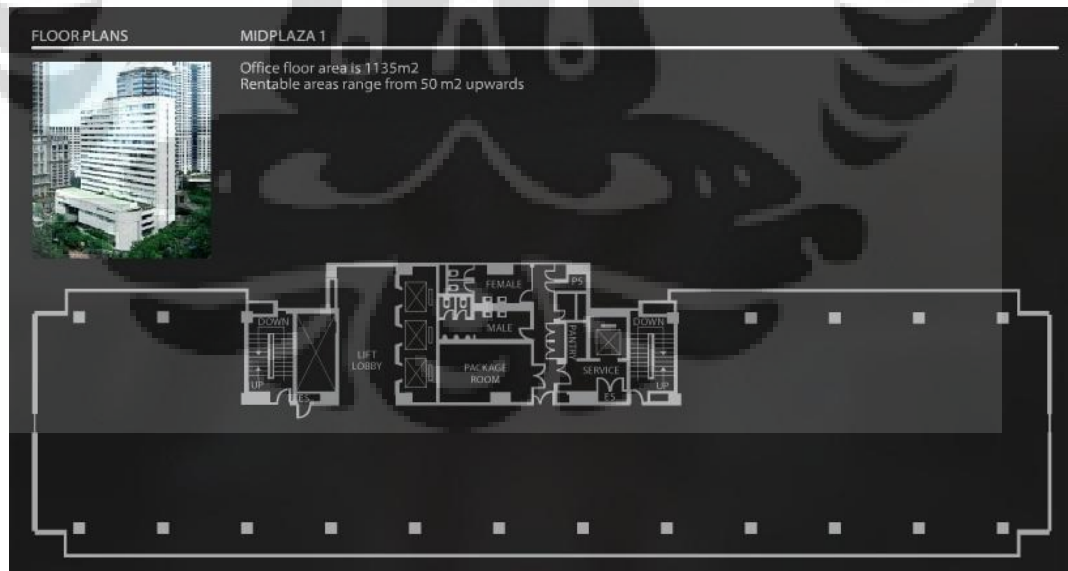 FLOOR PLANS
MIDPLAZA 1
Office floor area is 1135m2
Rentable areas range from 50 m2 upwards
FEMALE
PS
DOWN
MALE
PANTRY
DOWN
LIFT
LOBBY
PACKAGE
ROOM
SERVICE
UP
UP
ES
ES